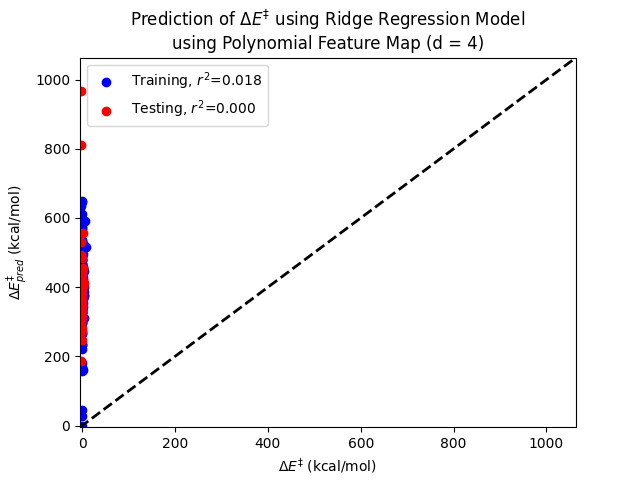 Prediction of ΔE‡ using Ridge Regression Model
using Polynomial Feature Map (d = 4)
Training, r²=0.018
Testing, r²=0.000
1000
800
600
400
200
0
ΔE‡pred (kcal/mol)
0 200 400 600 800 1000
ΔE‡ (kcal/mol)